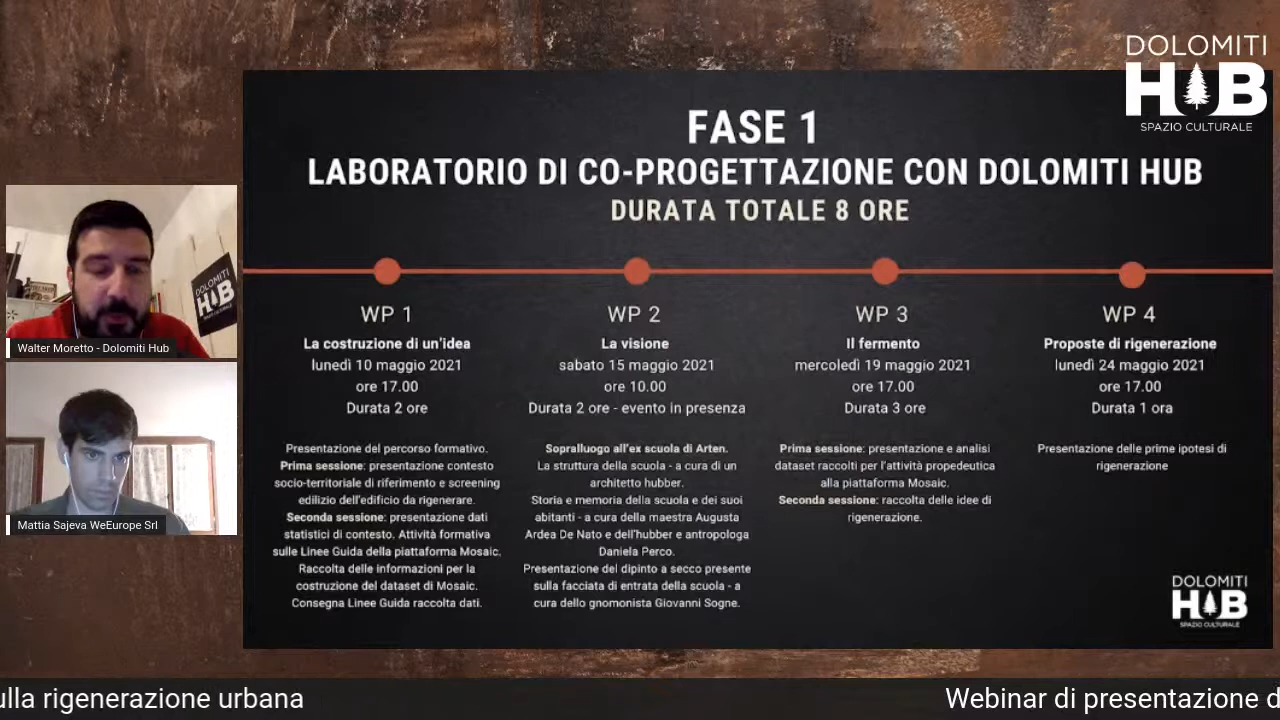 DOLOMITI
HUB
SPAZIO CULTURALE
FASE 1
LABORATORIO DI CO-PROGETTAZIONE CON DOLOMITI HUB
DURATA TOTALE 8 ORE
WP 1
La costruzione di un'idea
lunedì 10 maggio 2021
ore 17.00
Durata 2 ore
Presentazione del percorso formativo.
Prima sessione: presentazione contesto
socio-territoriale di riferimento e screening
edilizio dell'edificio da rigenerare.
Seconda sessione: presentazione dati
statistici di contesto. Attività formativa
sulle Linee Guida della piattaforma Mosaic.
Raccolta delle informazioni per la
costruzione del dataset di Mosaic.
Consegna Linee Guida raccolta dati.
WP 2
La visione
sabato 15 maggio 2021
ore 10.00
Durata 2 ore - evento in presenza
Sopralluogo all'ex scuola di Arten.
La struttura della scuola - a cura di un
architetto hubber.
Storia e memoria della scuola e dei suoi
abitanti - a cura della maestra Augusta
Ardea De Nato e dell'hubber e antropologa
Daniela Perco.
Presentazione del dipinto a secco presente
sulla facciata di entrata della scuola - a
cura dello gnomonista Giovanni Sogne.
WP 3
Il fermento
mercoledì 19 maggio 2021
ore 17.00
Durata 3 ore
Prima sessione: presentazione e analisi
dataset raccolti per l'attività propedeutica
alla piattaforma Mosaic.
Seconda sessione: raccolta delle idee di
rigenerazione.
WP 4
Proposte di rigenerazione
lunedì 24 maggio 2021
ore 17.00
Durata 1 ora
Presentazione delle prime ipotesi di
rigenerazione
DOLOMITI
HUB
SPAZIO CULTURALE
DOLOMITI
HUB
Walter Moretto - Dolomiti Hub
Mattia Sajeva WeEurope Srl
ulla rigenerazione urbana
Webinar di presentazione d